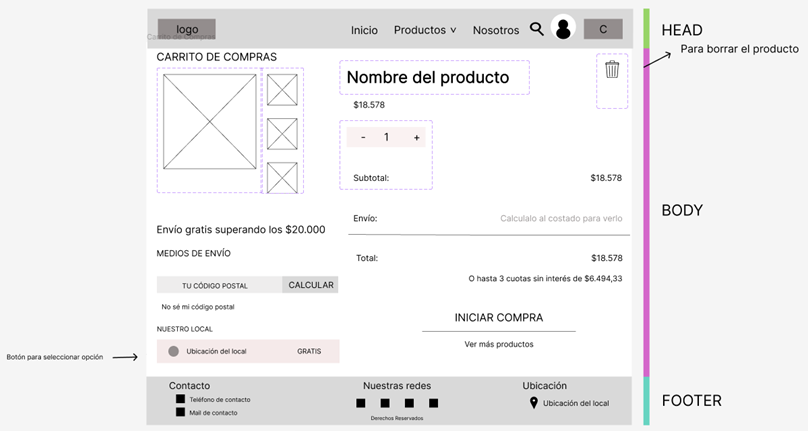 logo
Inicio
Productos ˅
Nosotros
C
HEAD
Carrito de Compras
CARRITO DE COMPRAS
Para borrar el producto
Nombre del producto
$18.578
- 1 +
Subtotal:
$18.578
BODY
Envío gratis superando los $20.000
Envío:
Calculalo al costado para verlo
MEDIOS DE ENVÍO
Total:
$18.578
O hasta 3 cuotas sin interés de $6.494,33
TU CÓDIGO POSTAL
CALCULAR
No sé mi código postal
INICIAR COMPRA
NUESTRO LOCAL
Ver más productos
Botón para seleccionar opción
Ubicación del local
GRATIS
Contacto
Nuestras redes
Ubicación
Teléfono de contacto
Mail de contacto
Ubicación del local
FOOTER
Derechos Reservados